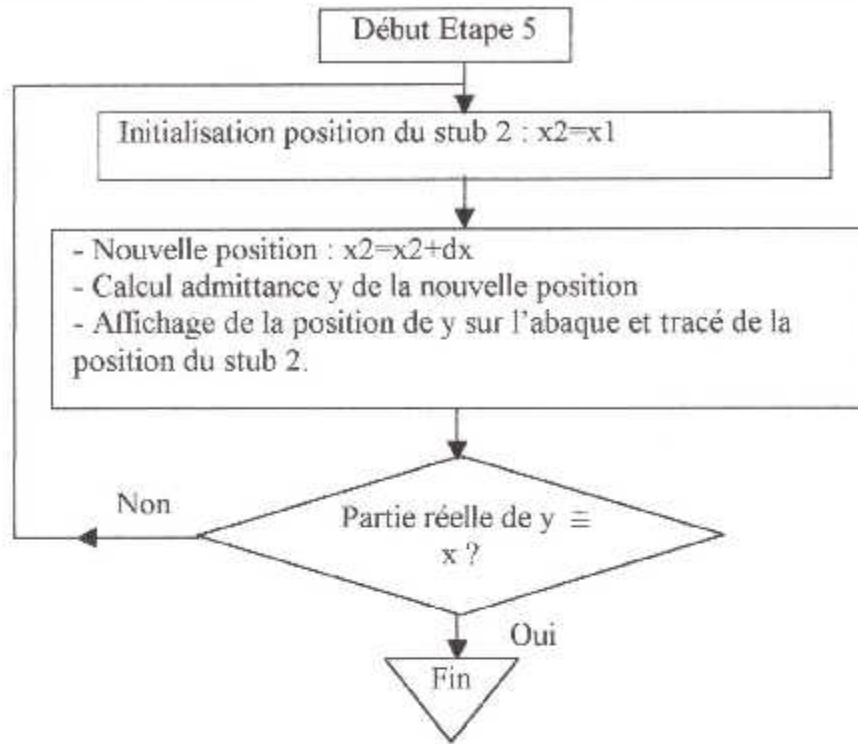 Début Etape 5
Initialisation position du stub 2 : x2=x1
- Nouvelle position : x2=x2+dx
- Calcul admittance y de la nouvelle position
- Affichage de la position de y sur l'abaque et tracé de la
position du stub 2.
Non
Partie réelle de y ≅
x ?
Oui
Fin